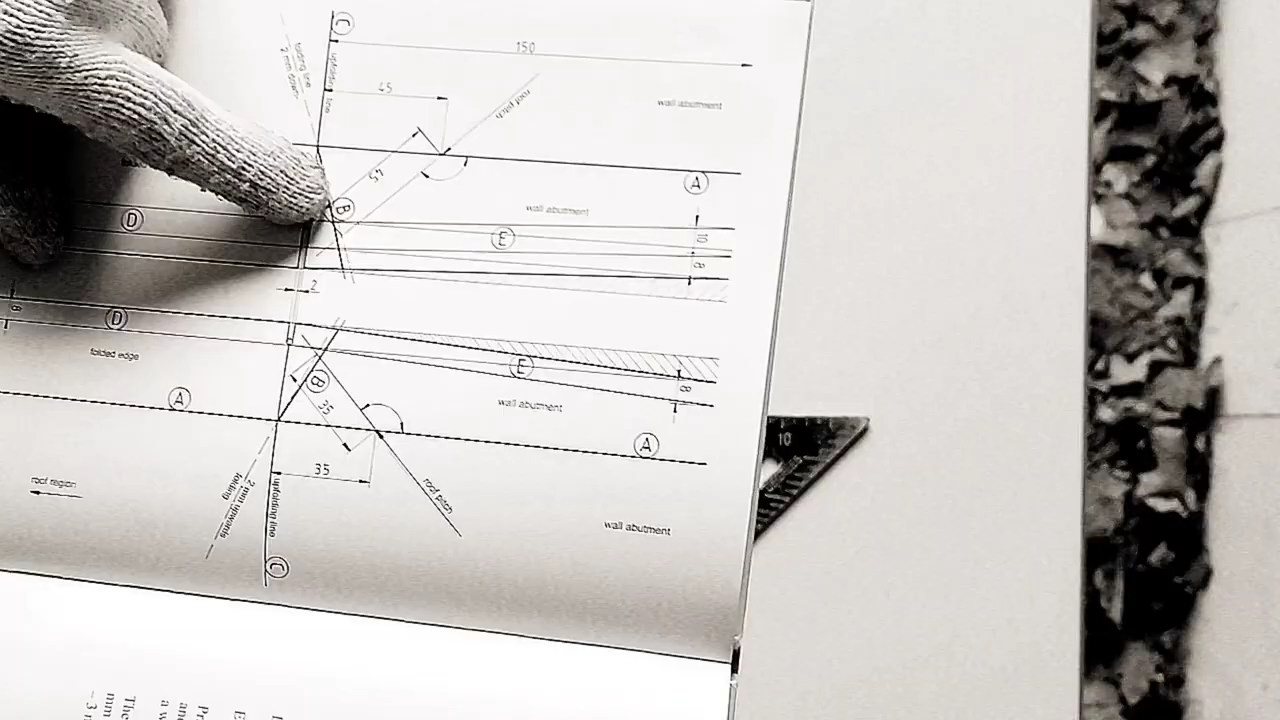 C
150
folding line
2 mm down
upfolding
line
45
roof pitch
wall abutment
A
45
B
wall abutment
D
E
10
8
2
8
D
folded edge
E
8
B
35
wall abutment
A
A
35
10
roof region
2 mm upwards
folding
upfolding line
roof pitch
wall abutment
C
The
mm
a w